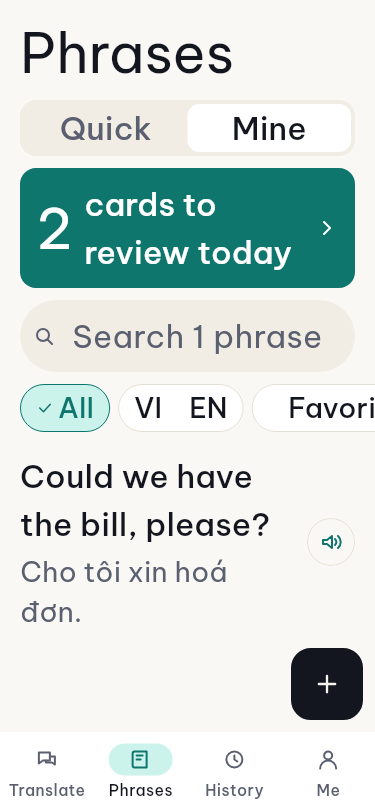 Phrases
Quick
Mine
2
cards to
review today
Search 1 phrase
All
VI EN
Favori
Could we have
the bill, please?
Cho tôi xin hoá
đơn.
Translate
Phrases
History
Me